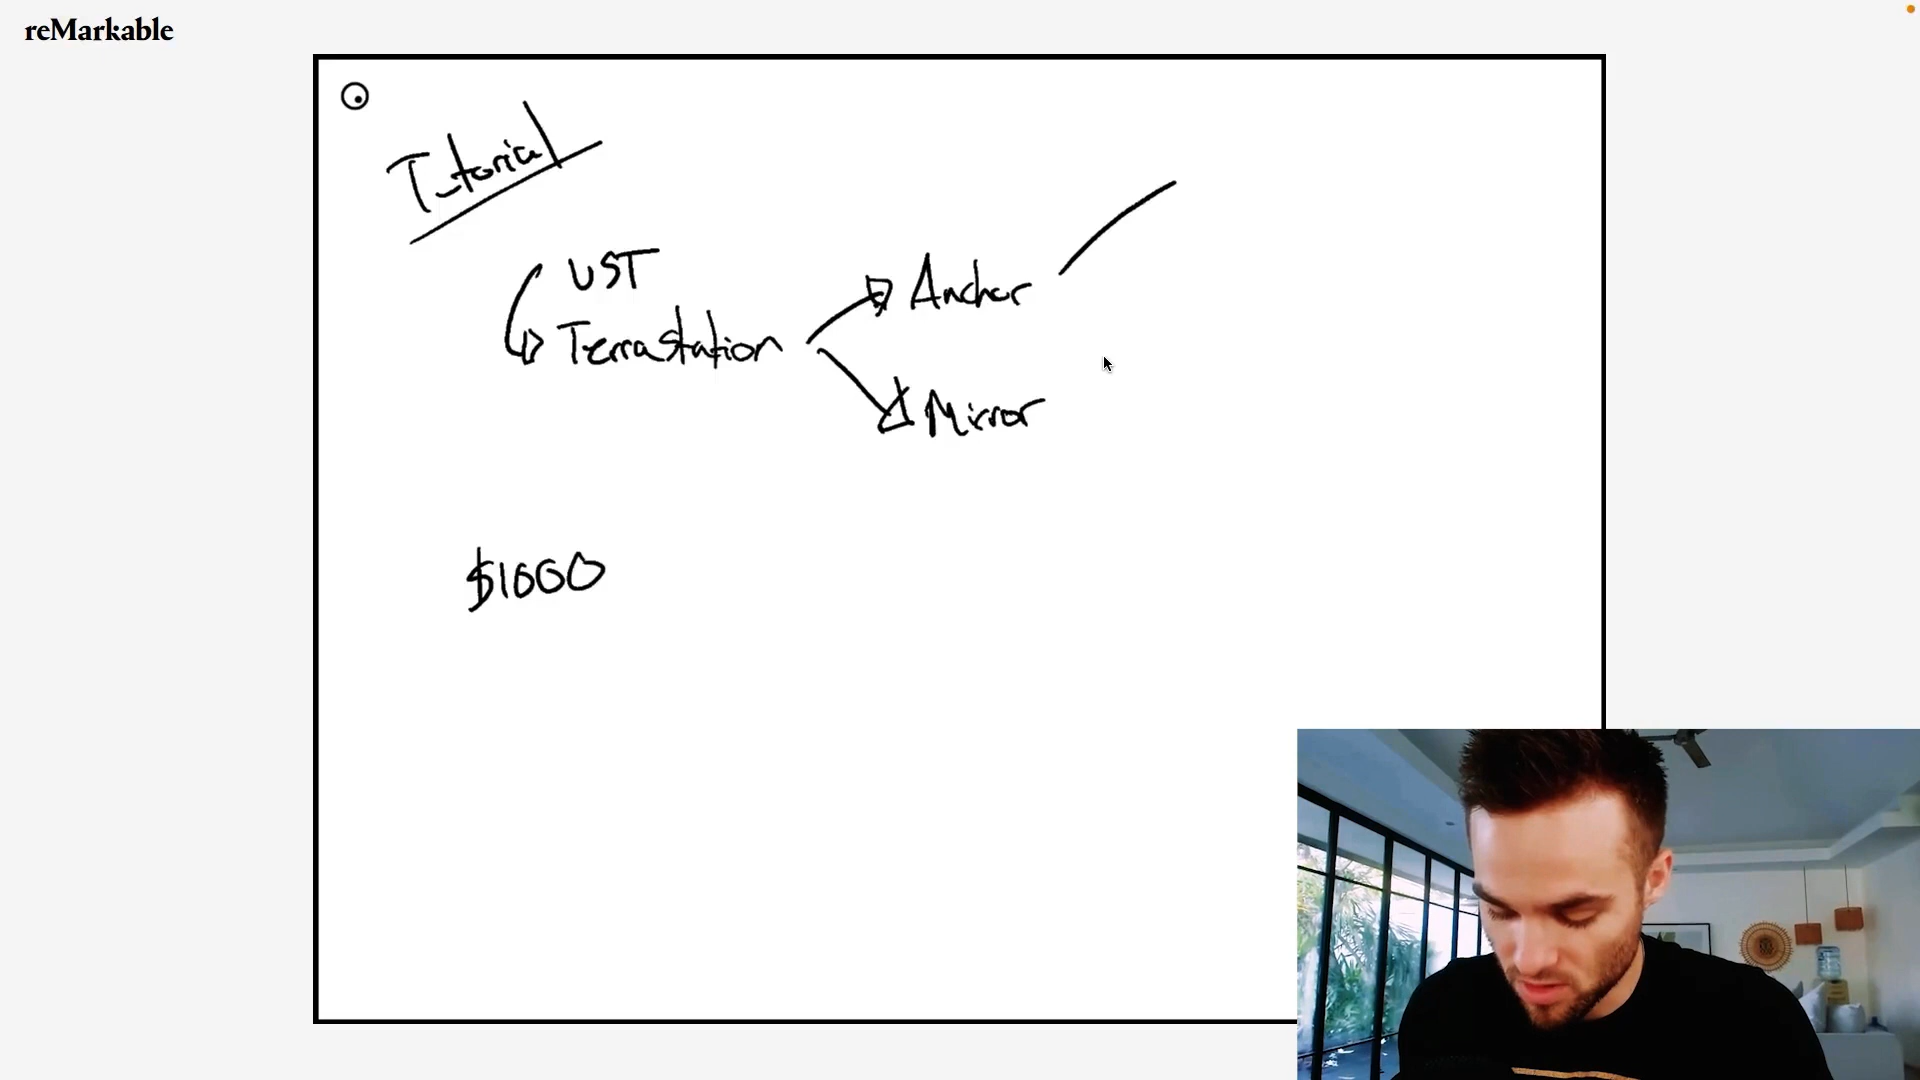 reMarkable
Tutorial
UST
Terrastation
Anchor
Mirror
$1000